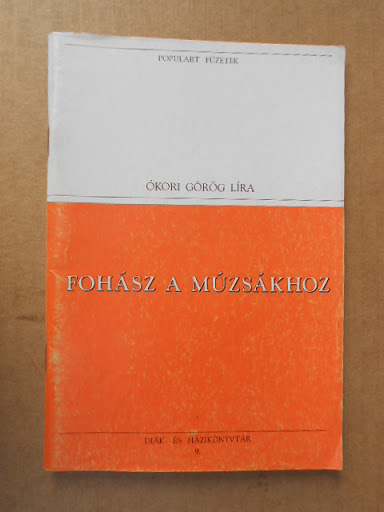 POPULART FÜZETEK
ÓKORI GÖRÖG LÍRA
FOHÁSZ A MÚZSÁKHOZ
DIÁK ÉS HÁZIKÖNYVTÁR
9.